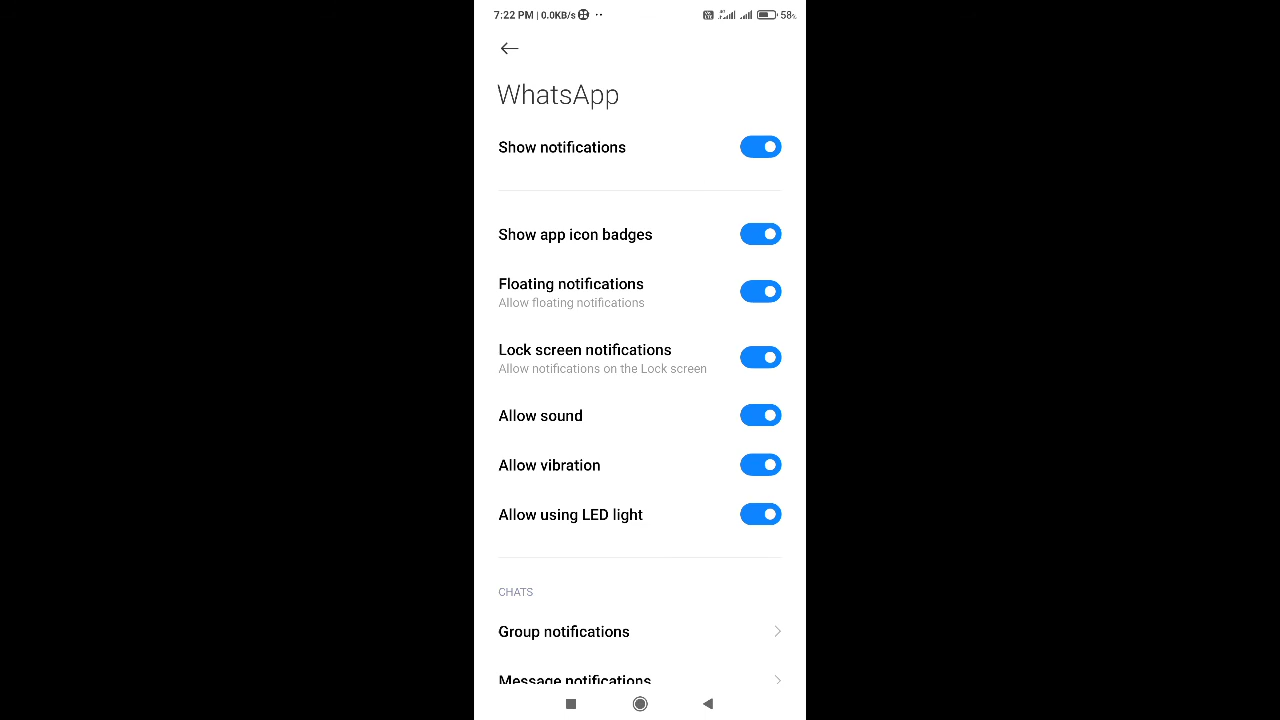 7:22 PM | 0.0KB/s
58%
WhatsApp
Show notifications
Show app icon badges
Floating notifications
Allow floating notifications
Lock screen notifications
Allow notifications on the Lock screen
Allow sound
Allow vibration
Allow using LED light
CHATS
Group notifications
Message notifications